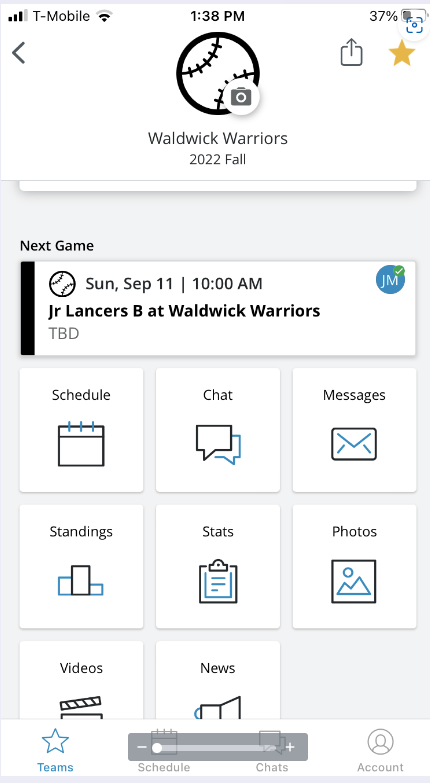 T-Mobile 1:38 PM 37%
Waldwick Warriors
2022 Fall
Next Game
Sun, Sep 11 | 10:00 AM
JM
Jr Lancers B at Waldwick Warriors
TBD
Schedule Chat Messages
Standings Stats Photos
Videos News
− +
Teams Schedule Chats Account